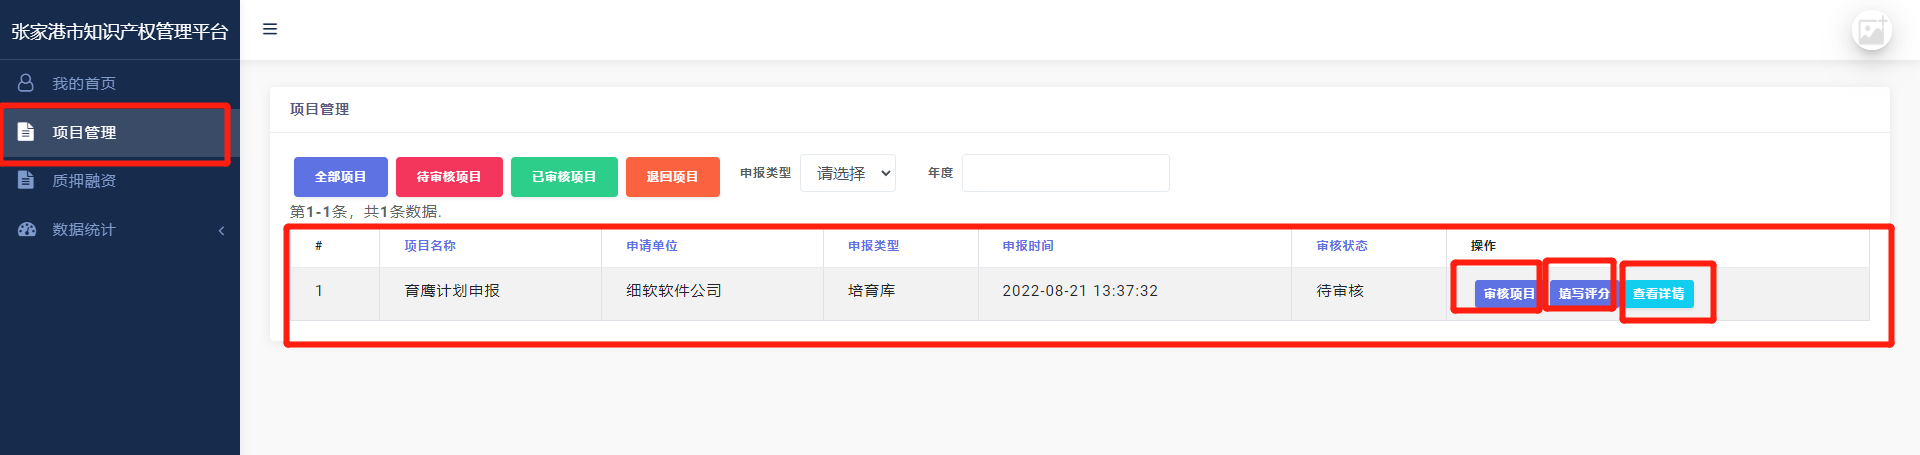 张家港市知识产权管理平台
我的首页
项目管理
质押融资
数据统计
项目管理
全部项目 待审核项目 已审核项目 退回项目 申报类型 请选择 年度
第1-1条，共1条数据.
# 项目名称 申请单位 申报类型 申报时间 审核状态 操作
1 育鹰计划申报 细软软件公司 培育库 2022-08-21 13:37:32 待审核 审核项目 填写评分 查看详情